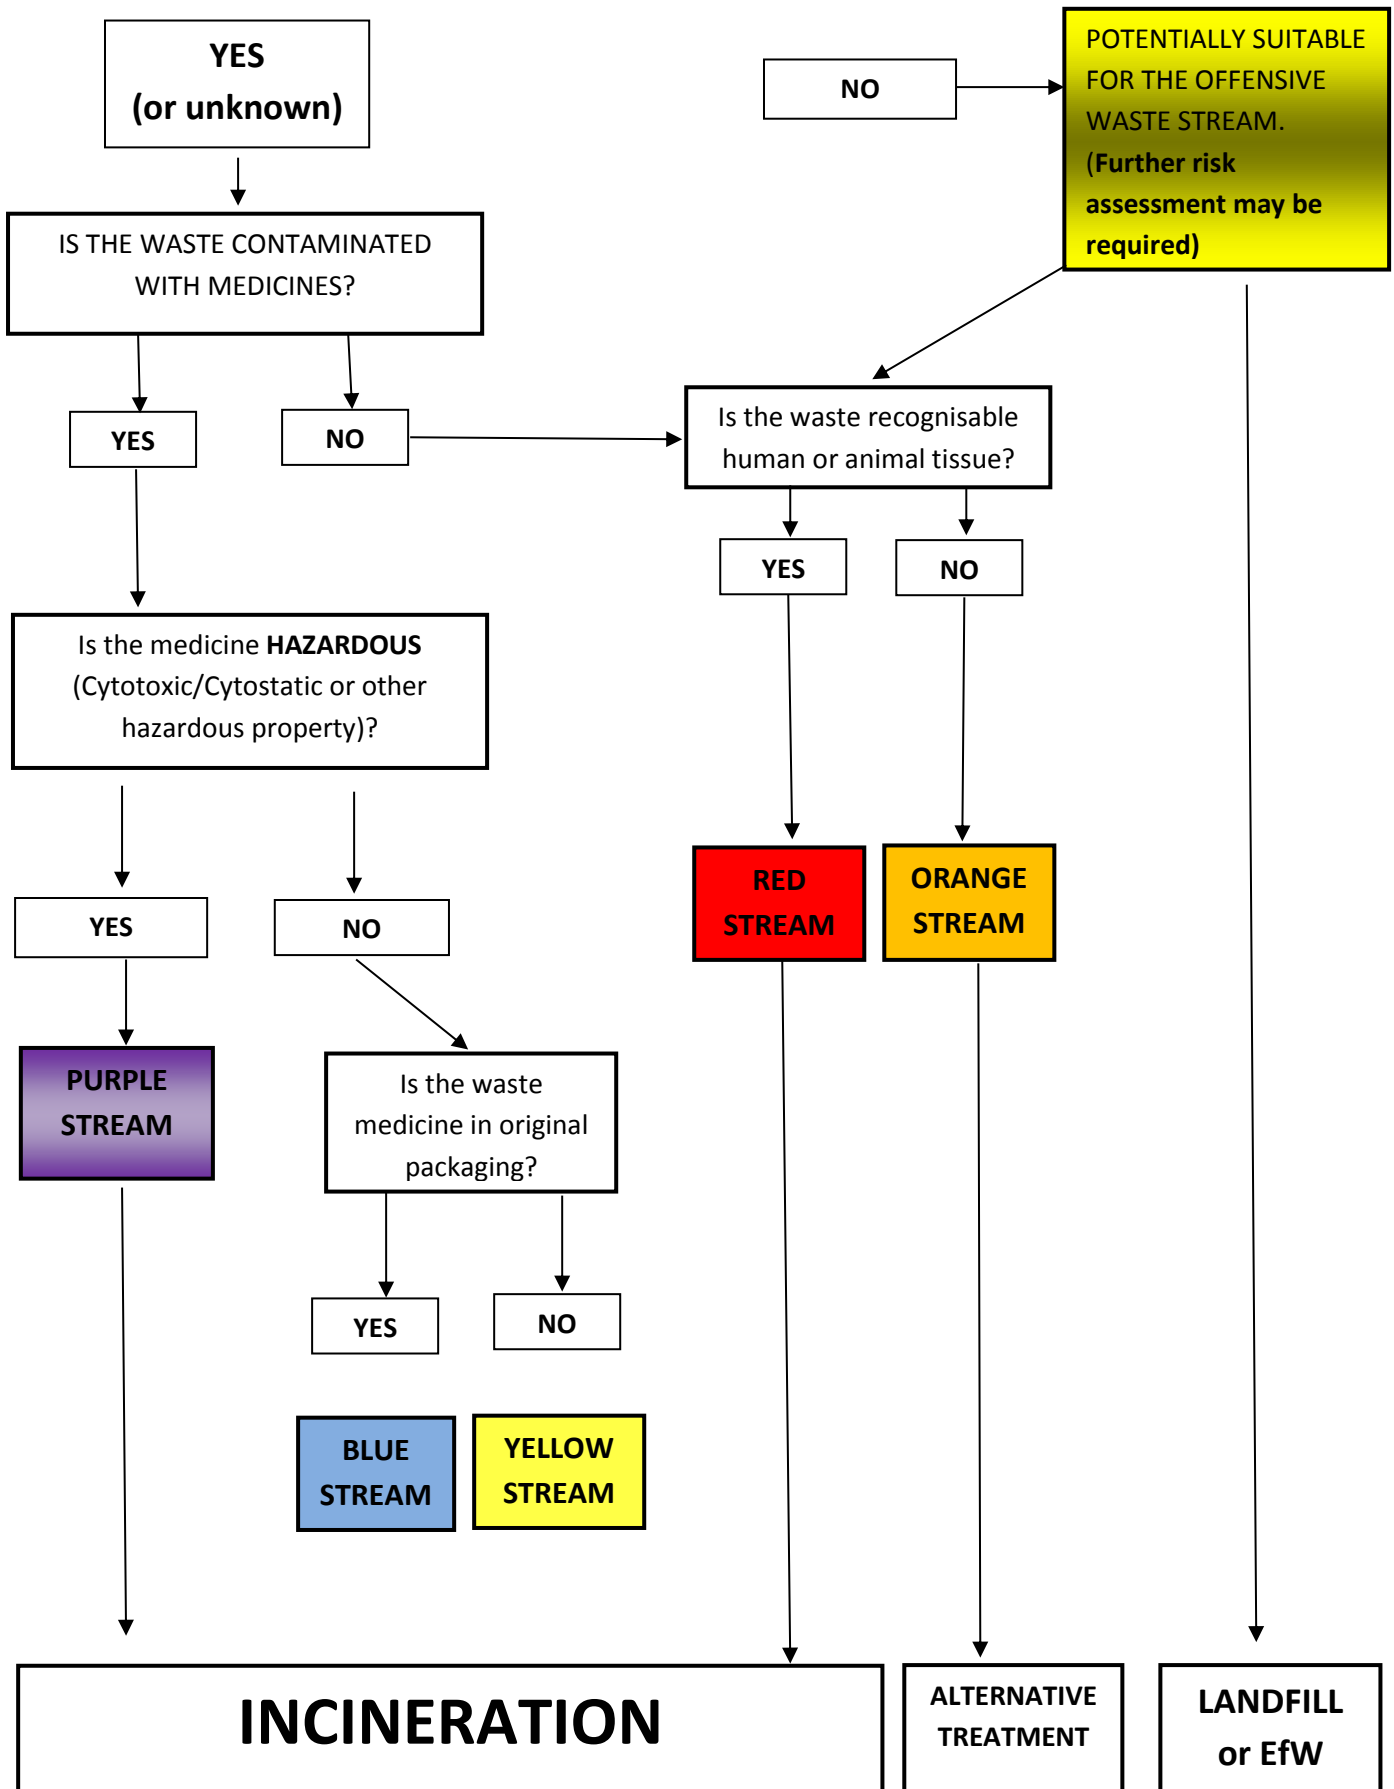 YES
(or unknown)
NO
POTENTIALLY SUITABLE
FOR THE OFFENSIVE
WASTE STREAM.
(Further risk
assessment may be
required)
IS THE WASTE CONTAMINATED
WITH MEDICINES?
YES
NO
Is the waste recognisable
human or animal tissue?
YES
NO
Is the medicine HAZARDOUS
(Cytotoxic/Cytostatic or other
hazardous property)?
RED
STREAM
ORANGE
STREAM
YES
NO
PURPLE
STREAM
Is the waste
medicine in original
packaging?
YES
NO
BLUE
STREAM
YELLOW
STREAM
INCINERATION
ALTERNATIVE
TREATMENT
LANDFILL
or EfW